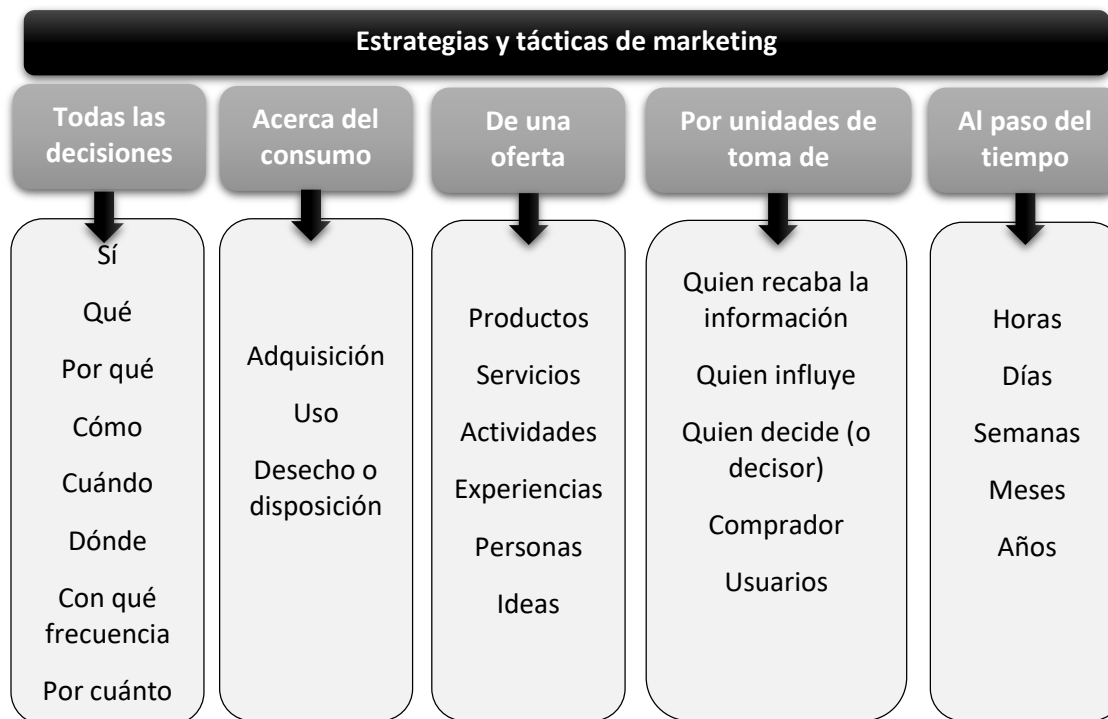 Estrategias y tácticas de marketing
Todas las
decisiones
Acerca del
consumo
De una
oferta
Por unidades de
toma de
Al paso del
tiempo
Sí
Qué
Por qué
Cómo
Cuándo
Dónde
Con qué
frecuencia
Por cuánto
Adquisición
Uso
Desecho o
disposición
Productos
Servicios
Actividades
Experiencias
Personas
Ideas
Quien recaba la
información
Quien influye
Quien decide (o
decisor)
Comprador
Usuarios
Horas
Días
Semanas
Meses
Años